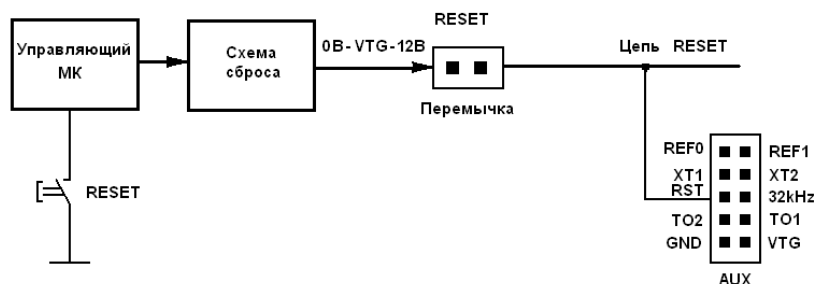 Управляющий
МК
Схема
сброса
0В-VTG-12В
RESET
Перемычка
Цепь RESET
RESET
REF0 REF1
XT1 XT2
RST 32kHz
TO2 TO1
GND VTG
AUX